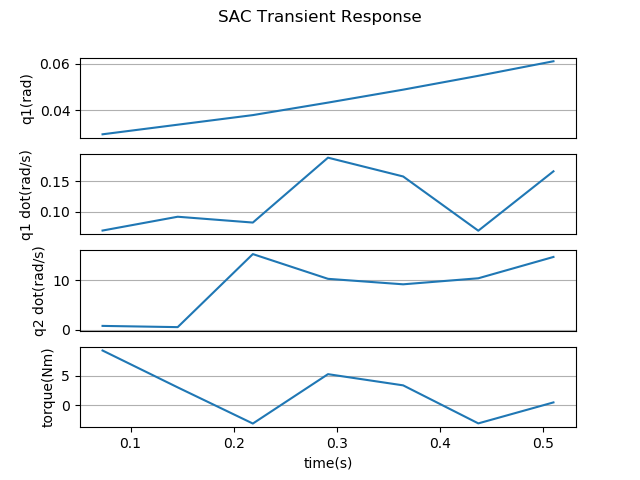 SAC Transient Response
q1(rad)
0.06
0.04
q1 dot(rad/s)
0.15
0.10
q2 dot(rad/s)
10
0
torque(Nm)
5
0
0.1 0.2 0.3 0.4 0.5
time(s)